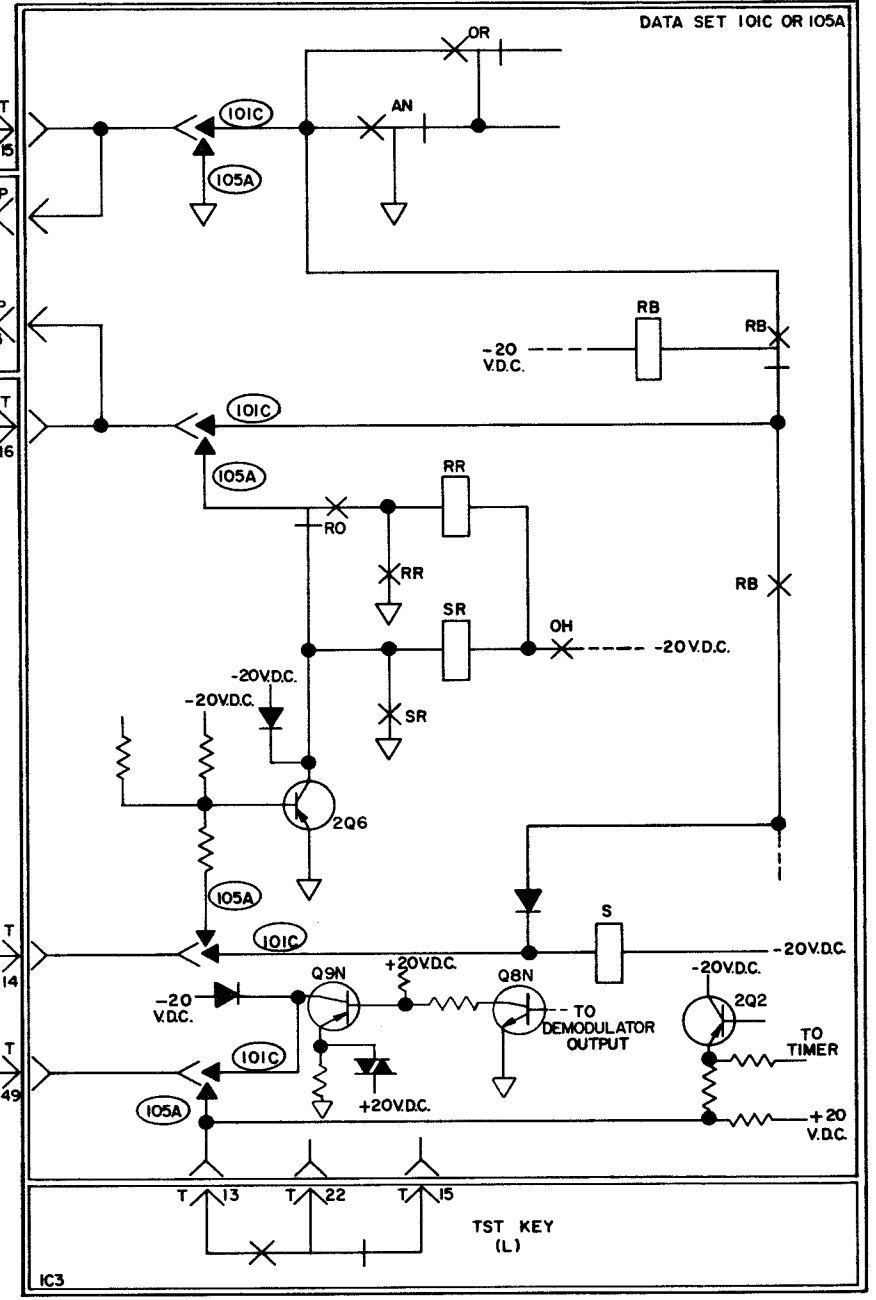 DATA SET 101C OR 105A
OR
T
101C
AN
15
105A
P
P
RB
RB
-20
V.D.C.
T
101C
16
105A
RR
RO
RR
RB
SR
OH
-20V.D.C.
-20V.D.C.
-20V.D.C.
SR
2Q6
105A
T
101C
S
14
-20V.D.C.
Q9N
+20V.D.C.
Q8N
-20V.D.C.
-20
V.D.C.
2Q2
TO
DEMODULATOR
OUTPUT
TO
TIMER
T
101C
49
105A
+20V.D.C.
+20
V.D.C.
T 13
T 22
T 15
TST KEY
(L)
1C3